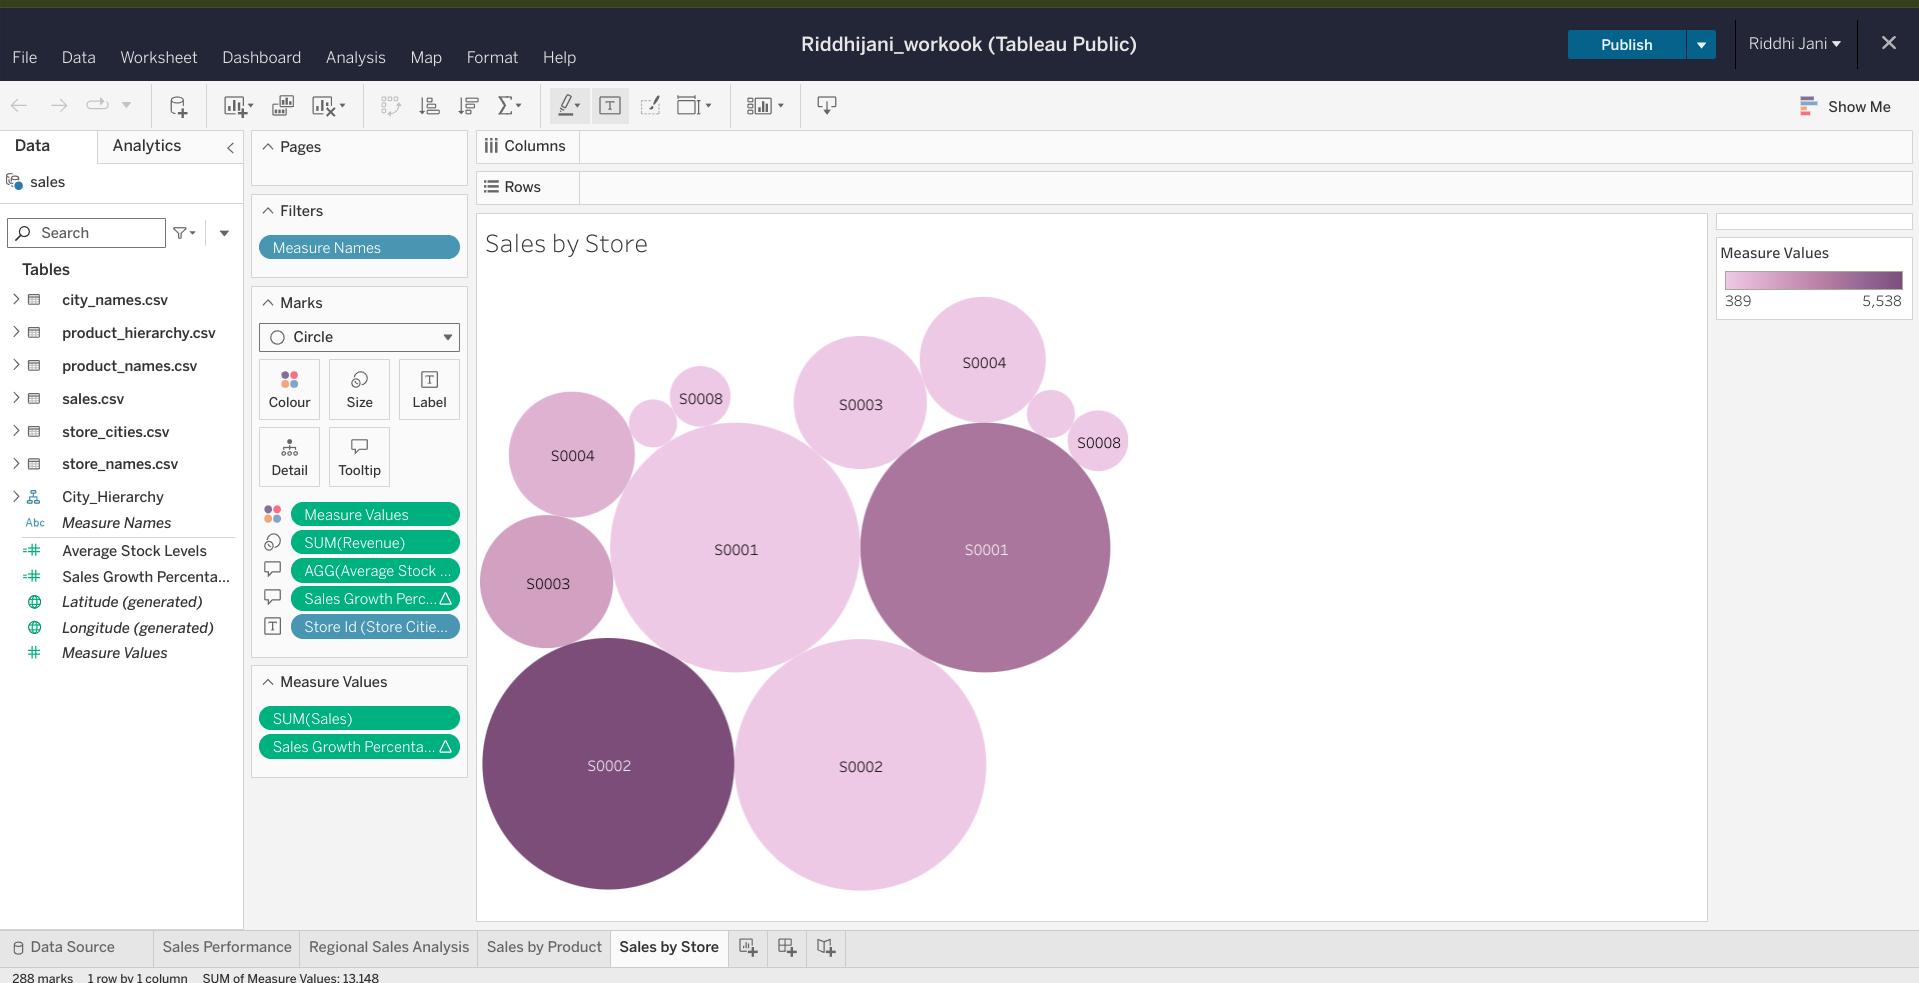 Riddhijani_workook (Tableau Public)
Publish
Riddhi Jani
File Data Worksheet Dashboard Analysis Map Format Help
Show Me
Data Analytics
sales
Search
Tables
city_names.csv
product_hierarchy.csv
product_names.csv
sales.csv
store_cities.csv
store_names.csv
City_Hierarchy
Abc Measure Names
Average Stock Levels
Sales Growth Percenta...
Latitude (generated)
Longitude (generated)
Measure Values
Pages
Filters
Measure Names
Marks
Circle
Colour Size Label
Detail Tooltip
Measure Values
SUM(Revenue)
AGG(Average Stock ...
Sales Growth Perc...
Store Id (Store Citie...
Measure Values
SUM(Sales)
Sales Growth Percenta...
Columns
Rows
Sales by Store
S0004
S0008
S0003
S0004
S0008
S0003
S0001
S0001
S0002
S0002
Measure Values
389 5,538
Data Source Sales Performance Regional Sales Analysis Sales by Product Sales by Store
288 marks 1 row by 1 column SUM of Measure Values: 13,148